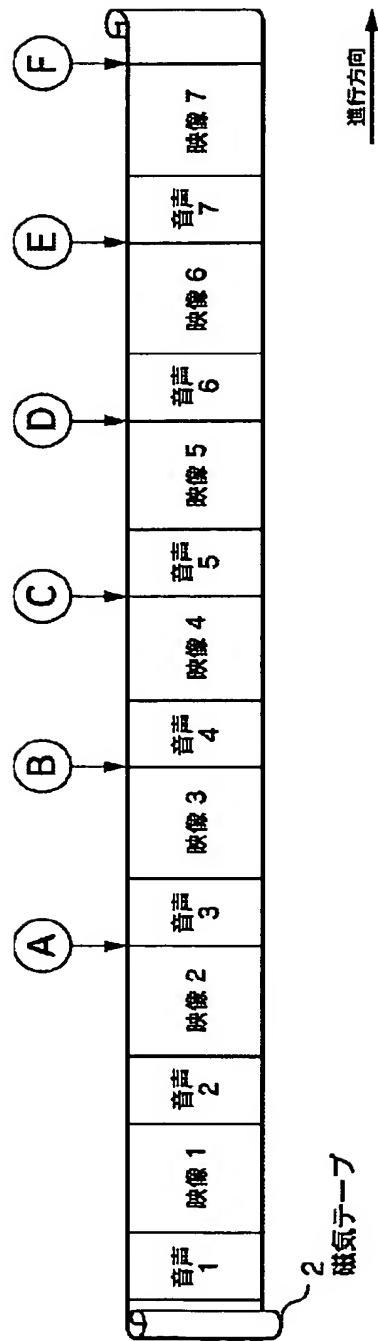 A B C D E F
音声 1
映像 1
音声 2
映像 2
音声 3
映像 3
音声 4
映像 4
音声 5
映像 5
音声 6
映像 6
音声 7
映像 7
2
磁気テープ
進行方向